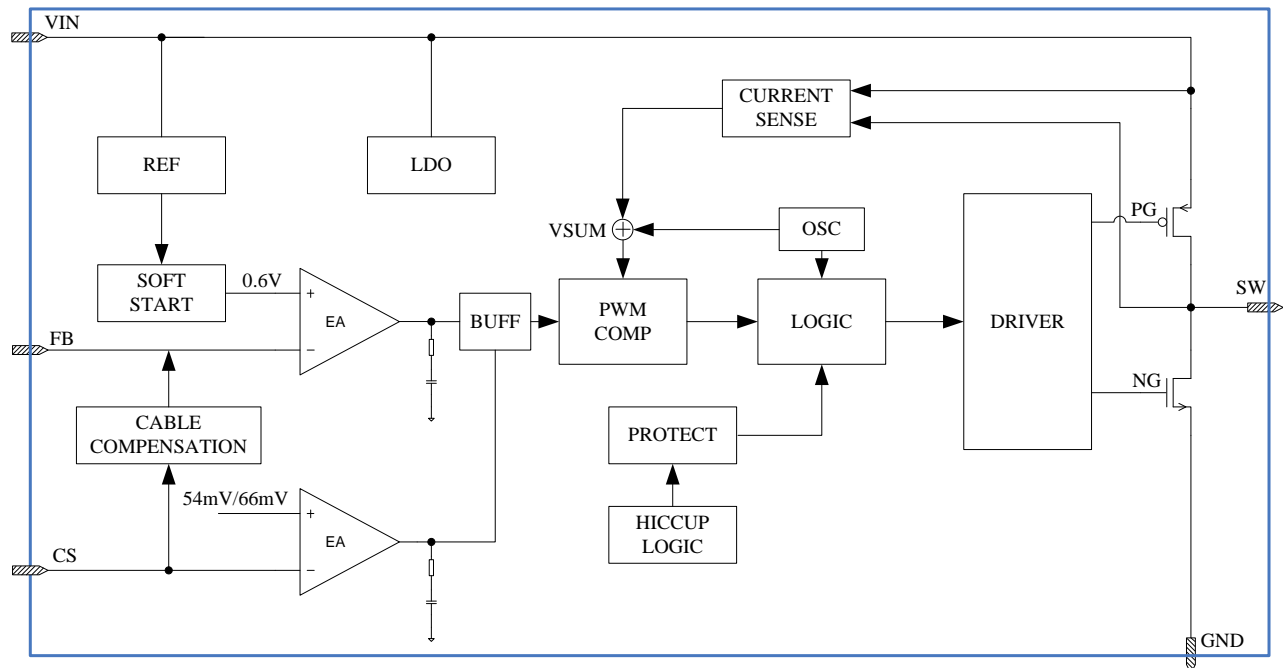 VIN
CURRENT
SENSE
REF
LDO
PG
VSUM
OSC
SOFT
START
0.6V
+
EA
−
BUFF
PWM
COMP
LOGIC
DRIVER
SW
FB
NG
CABLE
COMPENSATION
PROTECT
54mV/66mV
+
EA
−
HICCUP
LOGIC
CS
GND